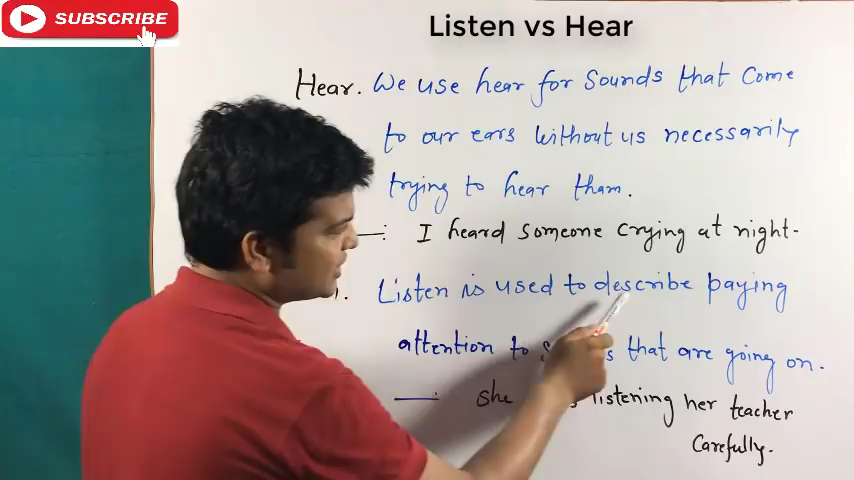 SUBSCRIBE
Listen vs Hear
Hear. We use hear for Sounds that Come
to our ears without us necessarily
trying to hear tham.
I heard someone crying at night-
Listen is used to describe paying
attention to that are going on.
she listening her teacher
Carefully.